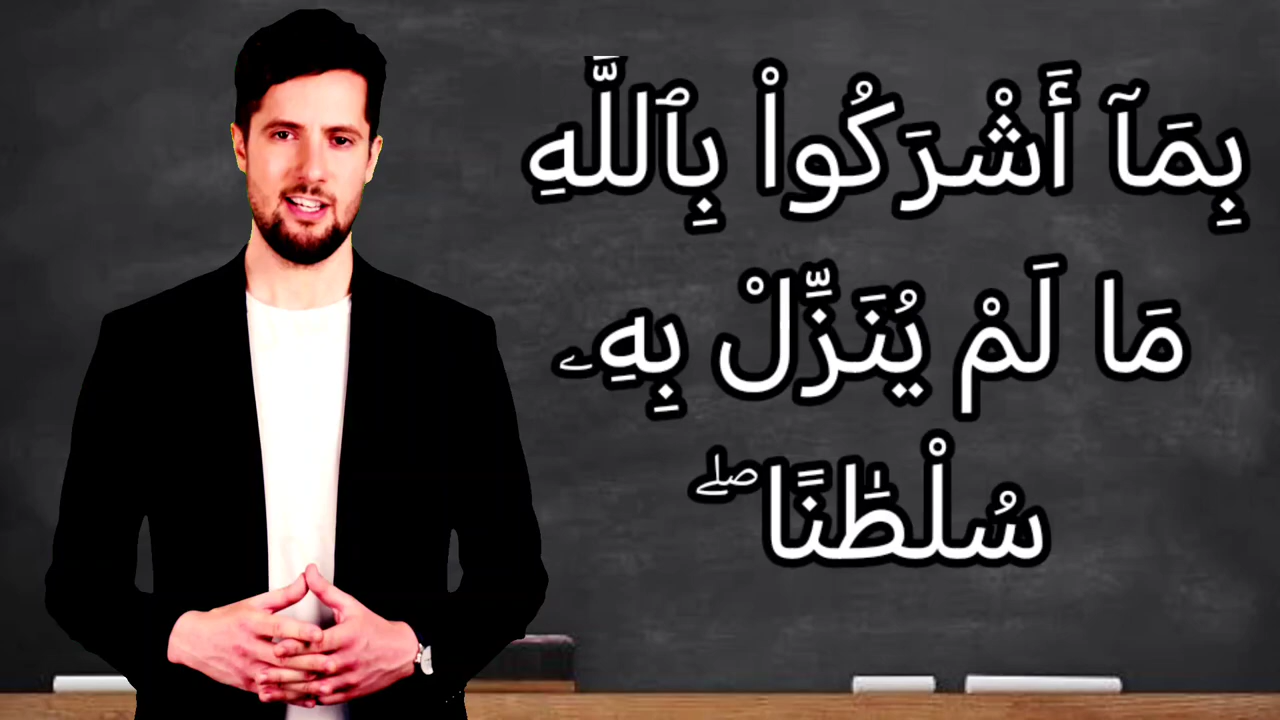 بِمَآ أَشْرَكُوا۟ بِٱللَّهِ
مَا لَمْ يُنَزِّلْ بِهِۦ
سُلْطَٰنًا ۖ